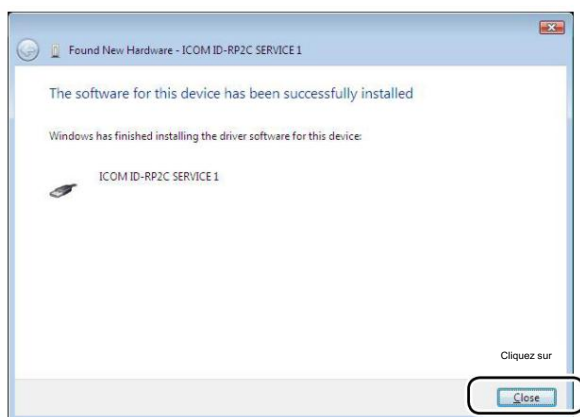 Found New Hardware - ICOM ID-RP2C SERVICE 1
The software for this device has been successfully installed
Windows has finished installing the driver software for this device:
ICOM ID-RP2C SERVICE 1
Cliquez sur
Close